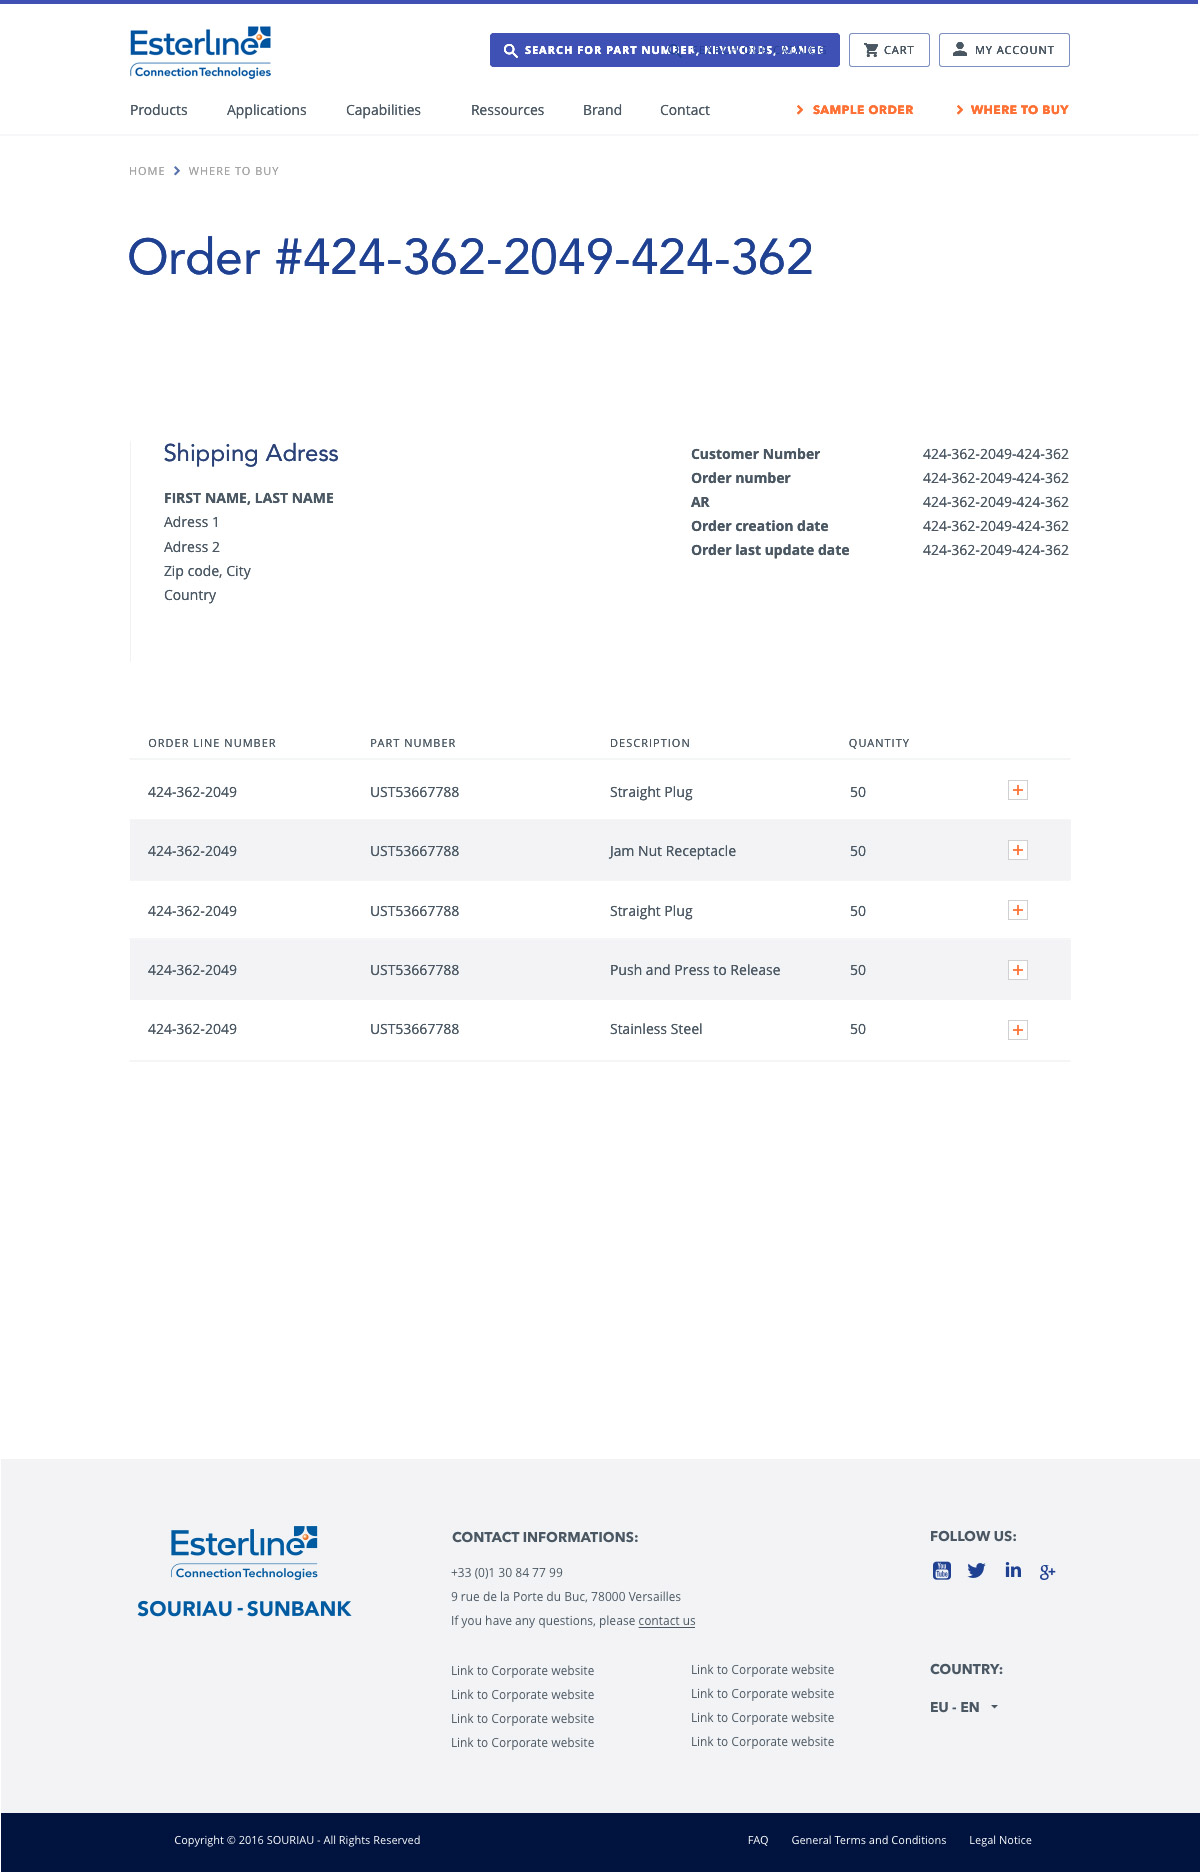 Esterline
Connection Technologies
SEARCH FOR PART NUMBER, KEYWORDS, RANGE
CART
MY ACCOUNT
Products Applications Capabilities Ressources Brand Contact
SAMPLE ORDER WHERE TO BUY
HOME WHERE TO BUY
Order #424-362-2049-424-362
Shipping Adress
FIRST NAME, LAST NAME
Adress 1
Adress 2
Zip code, City
Country
Customer Number 424-362-2049-424-362
Order number 424-362-2049-424-362
AR 424-362-2049-424-362
Order creation date 424-362-2049-424-362
Order last update date 424-362-2049-424-362
ORDER LINE NUMBER PART NUMBER DESCRIPTION QUANTITY
424-362-2049 UST53667788 Straight Plug 50 +
424-362-2049 UST53667788 Jam Nut Receptacle 50 +
424-362-2049 UST53667788 Straight Plug 50 +
424-362-2049 UST53667788 Push and Press to Release 50 +
424-362-2049 UST53667788 Stainless Steel 50 +
Esterline
Connection Technologies
SOURIAU - SUNBANK
CONTACT INFORMATIONS:
+33 (0)1 30 84 77 99
9 rue de la Porte du Buc, 78000 Versailles
If you have any questions, please contact us
Link to Corporate website
Link to Corporate website
Link to Corporate website
Link to Corporate website
Link to Corporate website
Link to Corporate website
Link to Corporate website
Link to Corporate website
FOLLOW US:
You Tube in g+
COUNTRY:
EU - EN
Copyright © 2016 SOURIAU - All Rights Reserved
FAQ General Terms and Conditions Legal Notice